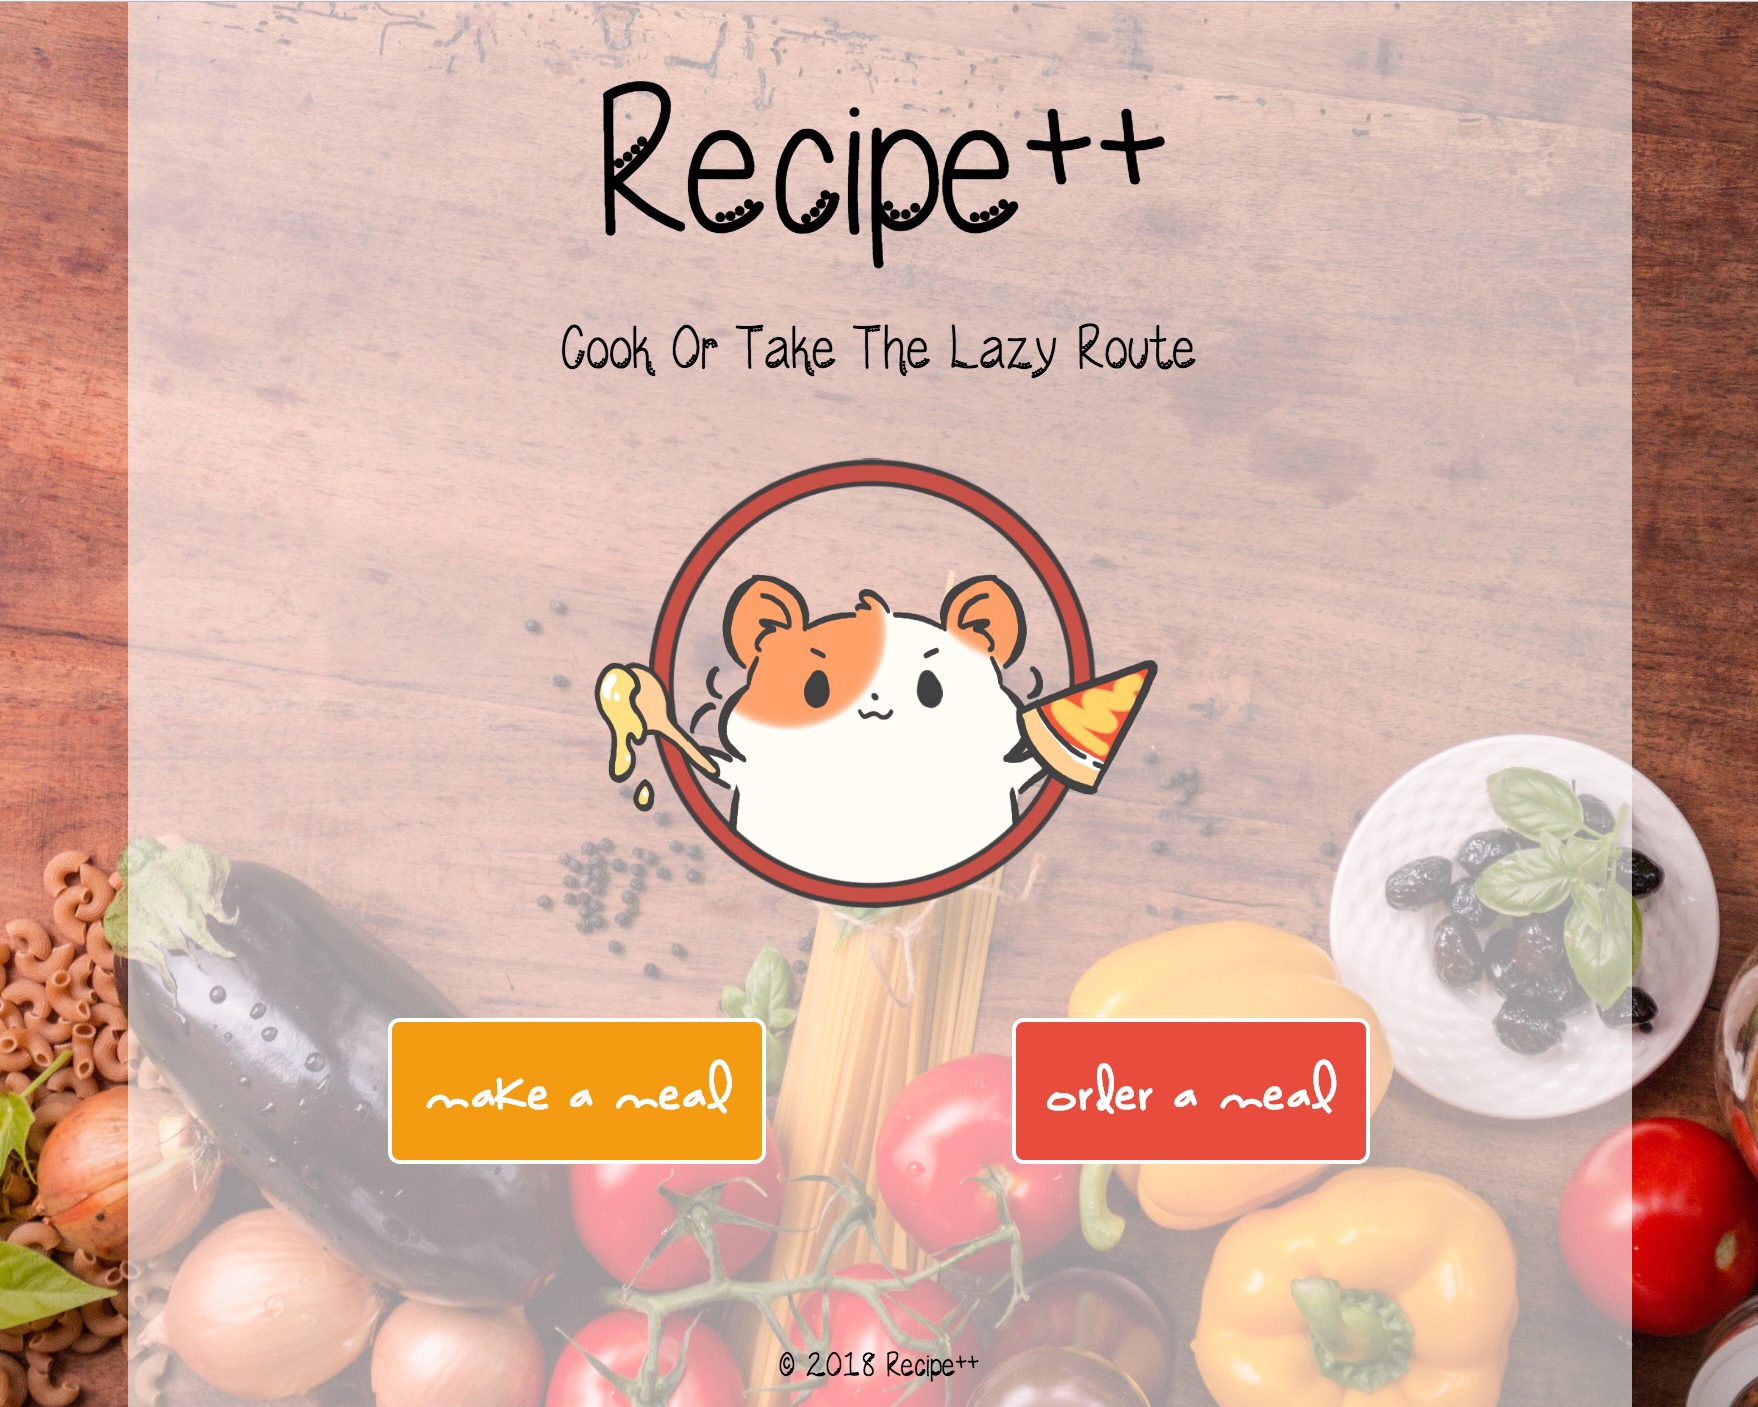 Recipe++
Cook Or Take The Lazy Route
make a meal
order a meal
© 2018 Recipe++